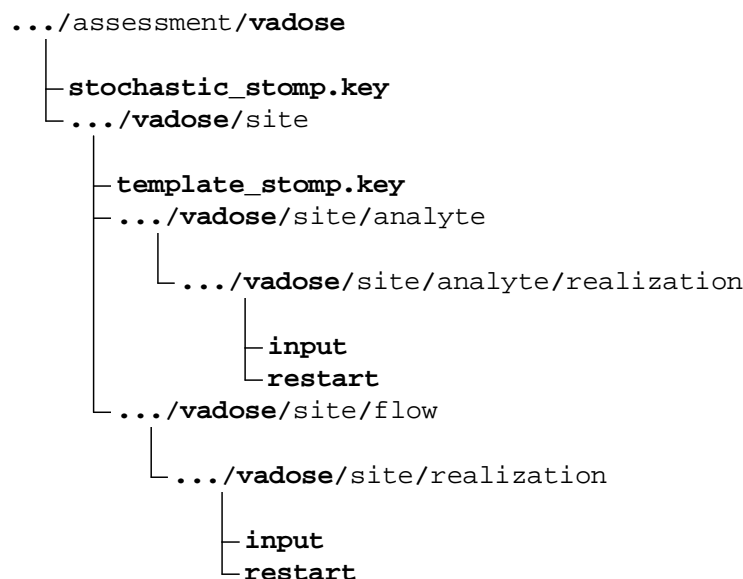 .../assessment/vadose
stochastic_stomp.key
.../vadose/site
template_stomp.key
.../vadose/site/analyte
.../vadose/site/analyte/realization
input
restart
.../vadose/site/flow
.../vadose/site/realization
input
restart